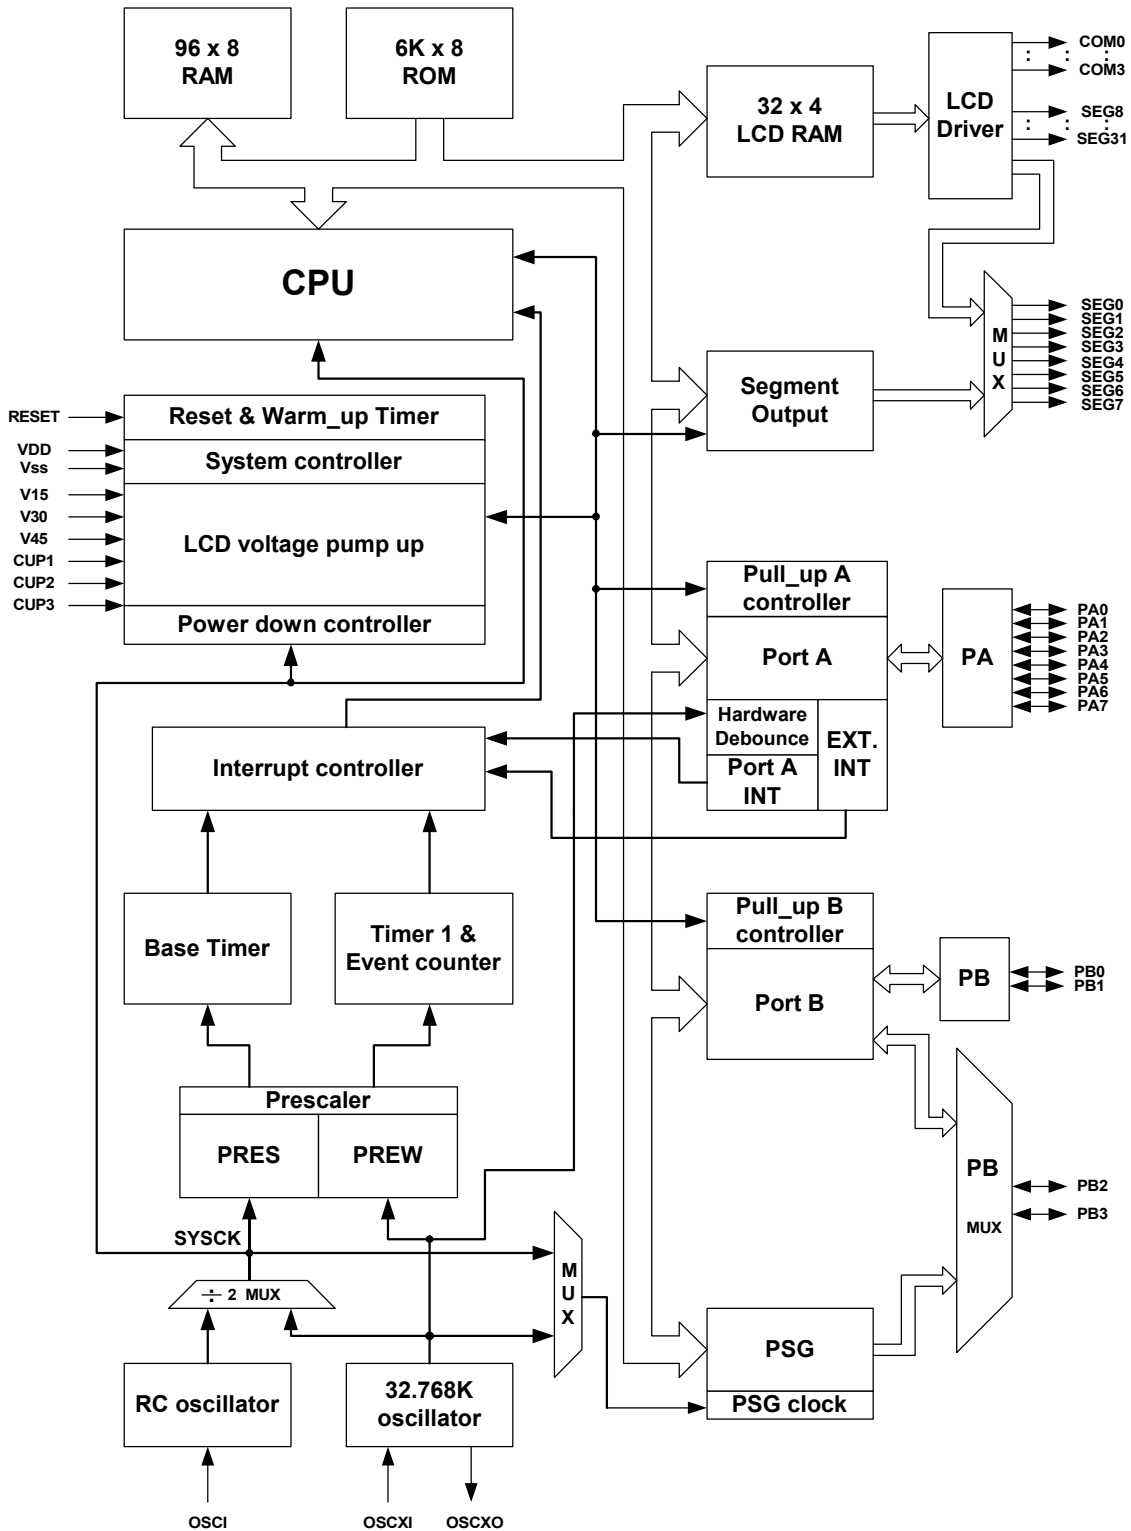 96 x 8
RAM
6K x 8
ROM
32 x 4
LCD RAM
LCD
Driver
COM0
: :
COM3
SEG8
: :
SEG31
CPU
MUX
SEG0
SEG1
SEG2
SEG3
SEG4
SEG5
SEG6
SEG7
Segment
Output
RESET
VDD
Vss
V15
V30
V45
CUP1
CUP2
CUP3
Reset & Warm_up Timer
System controller
LCD voltage pump up
Power down controller
Pull_up A
controller
Port A
Hardware
Debounce
Port A
INT
EXT.
INT
PA
PA0
PA1
PA2
PA3
PA4
PA5
PA6
PA7
Interrupt controller
Base Timer
Timer 1 &
Event counter
Pull_up B
controller
Port B
PB
PB0
PB1
Prescaler
PRES
PREW
PB
MUX
PB2
PB3
SYSCK
÷ 2 MUX
MUX
RC oscillator
32.768K
oscillator
PSG
PSG clock
OSCI
OSCXI
OSCXO